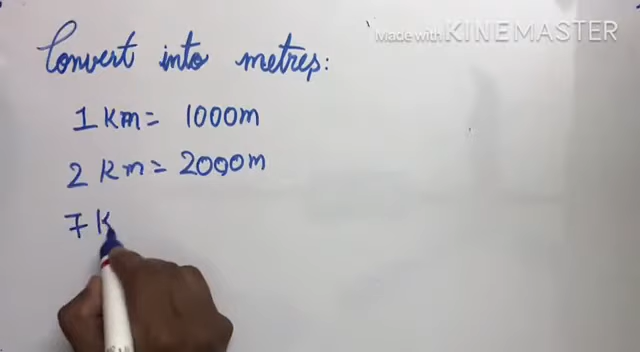 Made with KINEMASTER
Convert into metres:
1 Km = 1000m
2 Km = 2000m
7 K